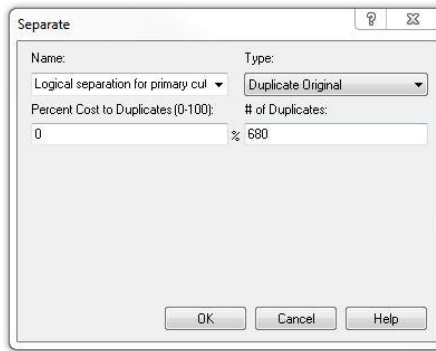 Separate
Name: Type:
Logical separation for primary cut Duplicate Original
Percent Cost to Duplicates (0-100): # of Duplicates:
0 % 680
OK Cancel Help